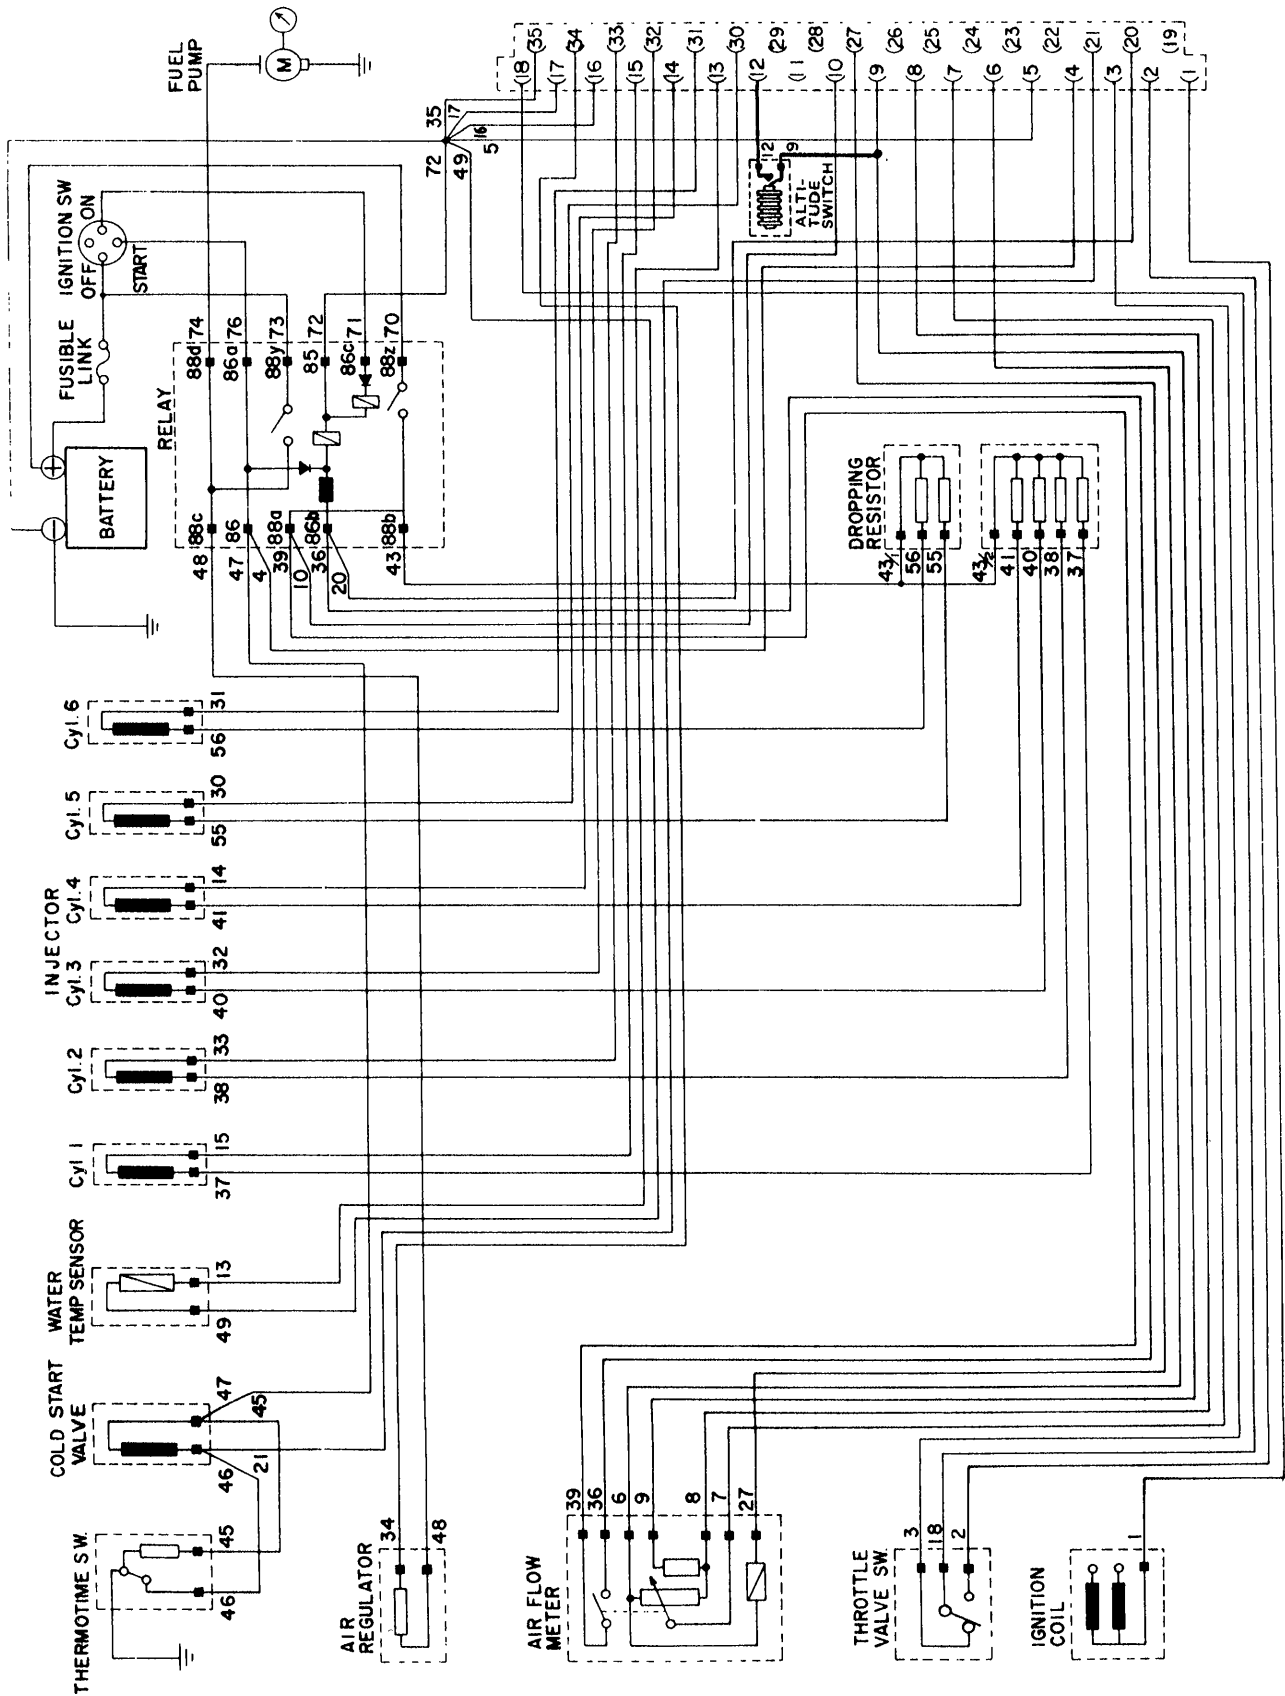 FUEL
PUMP
M
BATTERY
FUSIBLE
LINK
IGNITION SW
OFF
ON
START
RELAY
88d 74
86a 76
88y 73
85 72
86c 71
88z 70
48 88c
47 86
4
39 88a
10
36 86b
20
43 88b
72
35
17
16
5
49
(18
(17
(16
(15
(14
(13
(12
(11
(10
(9
(8
(7
(6
(5
(4
(3
(2
(1
(35
(34
(33
(32
(31
(30
(29
(28
(27
(26
(25
(24
(23
(22
(21
(20
(19
12
9
ALTI-
TUDE
SWITCH
DROPPING
RESISTOR
43/1
56
55
43/2
41
40
38
37
INJECTOR
Cyl. 6
56
31
Cyl. 5
55
30
Cyl. 4
41
14
Cyl. 3
40
32
Cyl. 2
38
33
Cyl 1
37
15
WATER
TEMP SENSOR
49
13
COLD START
VALVE
46
21
47
45
THERMOTIME SW.
46
45
AIR
REGULATOR
34
48
AIR FLOW
METER
39
36
6
9
8
7
27
THROTTLE
VALVE SW.
3
18
2
IGNITION
COIL
1